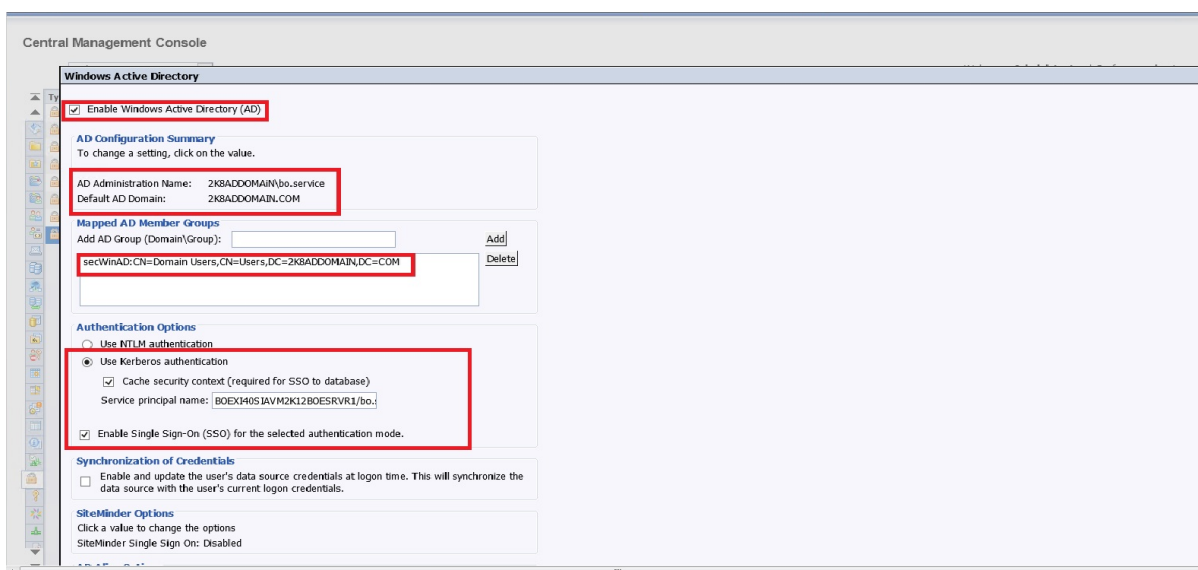 Central Management Console
Windows Active Directory
Ty
Enable Windows Active Directory (AD)
AD Configuration Summary
To change a setting, click on the value.
AD Administration Name: 2K8ADDOMAiN\bo.service
Default AD Domain: 2K8ADDOMAIN.COM
Mapped AD Member Groups
Add AD Group (Domain\Group):
Add
secWinAD:CN=Domain Users,CN=Users,DC=2K8ADDOMAIN,DC=COM
Delete
Authentication Options
Use NTLM authentication
Use Kerberos authentication
Cache security context (required for SSO to database)
Service principal name: BOEXI40SIAVM2K12BOESRVR1/bo.s
Enable Single Sign-On (SSO) for the selected authentication mode.
Synchronization of Credentials
Enable and update the user's data source credentials at logon time. This will synchronize the
data source with the user's current logon credentials.
SiteMinder Options
Click a value to change the options
SiteMinder Single Sign On: Disabled